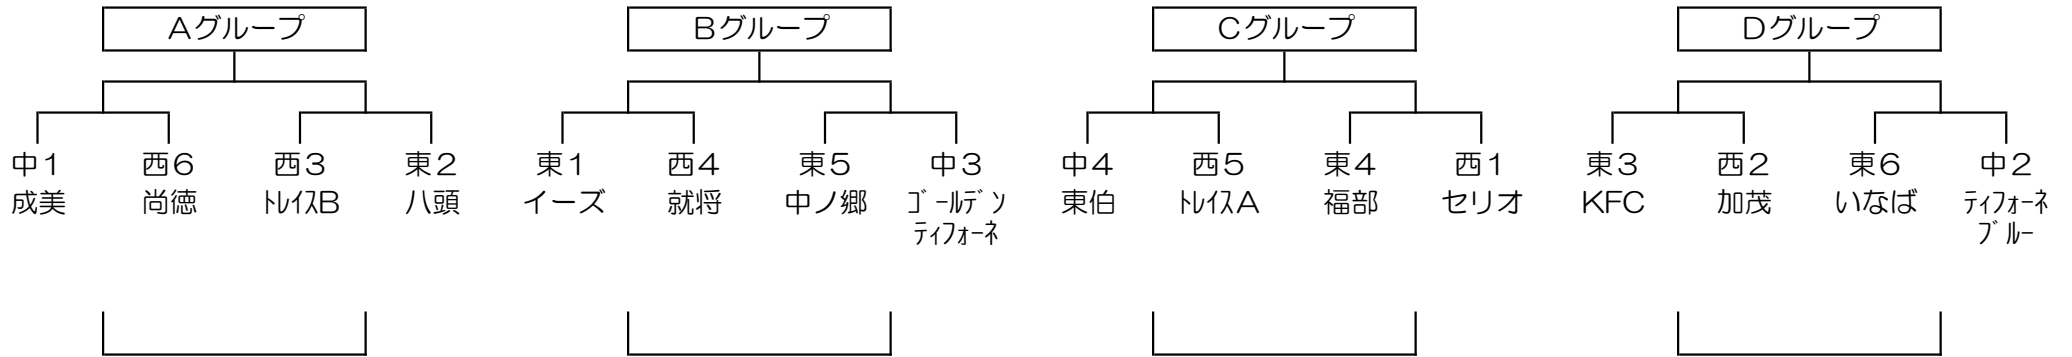 Aグループ Bグループ Cグループ Dグループ
中1 西6 西3 東2 東1 西4 東5 中3 中4 西5 東4 西1 東3 西2 東6 中2
成美 尚徳 ﾄﾚｲｽB 八頭 イーズ 就将 中ノ郷 ｺﾞｰﾙﾃﾞﾝ 東伯 ﾄﾚｲｽA 福部 セリオ KFC 加茂 いなば ﾃｨﾌｫｰﾈ
ﾃｨﾌｫｰﾈ ﾌﾞﾙｰ